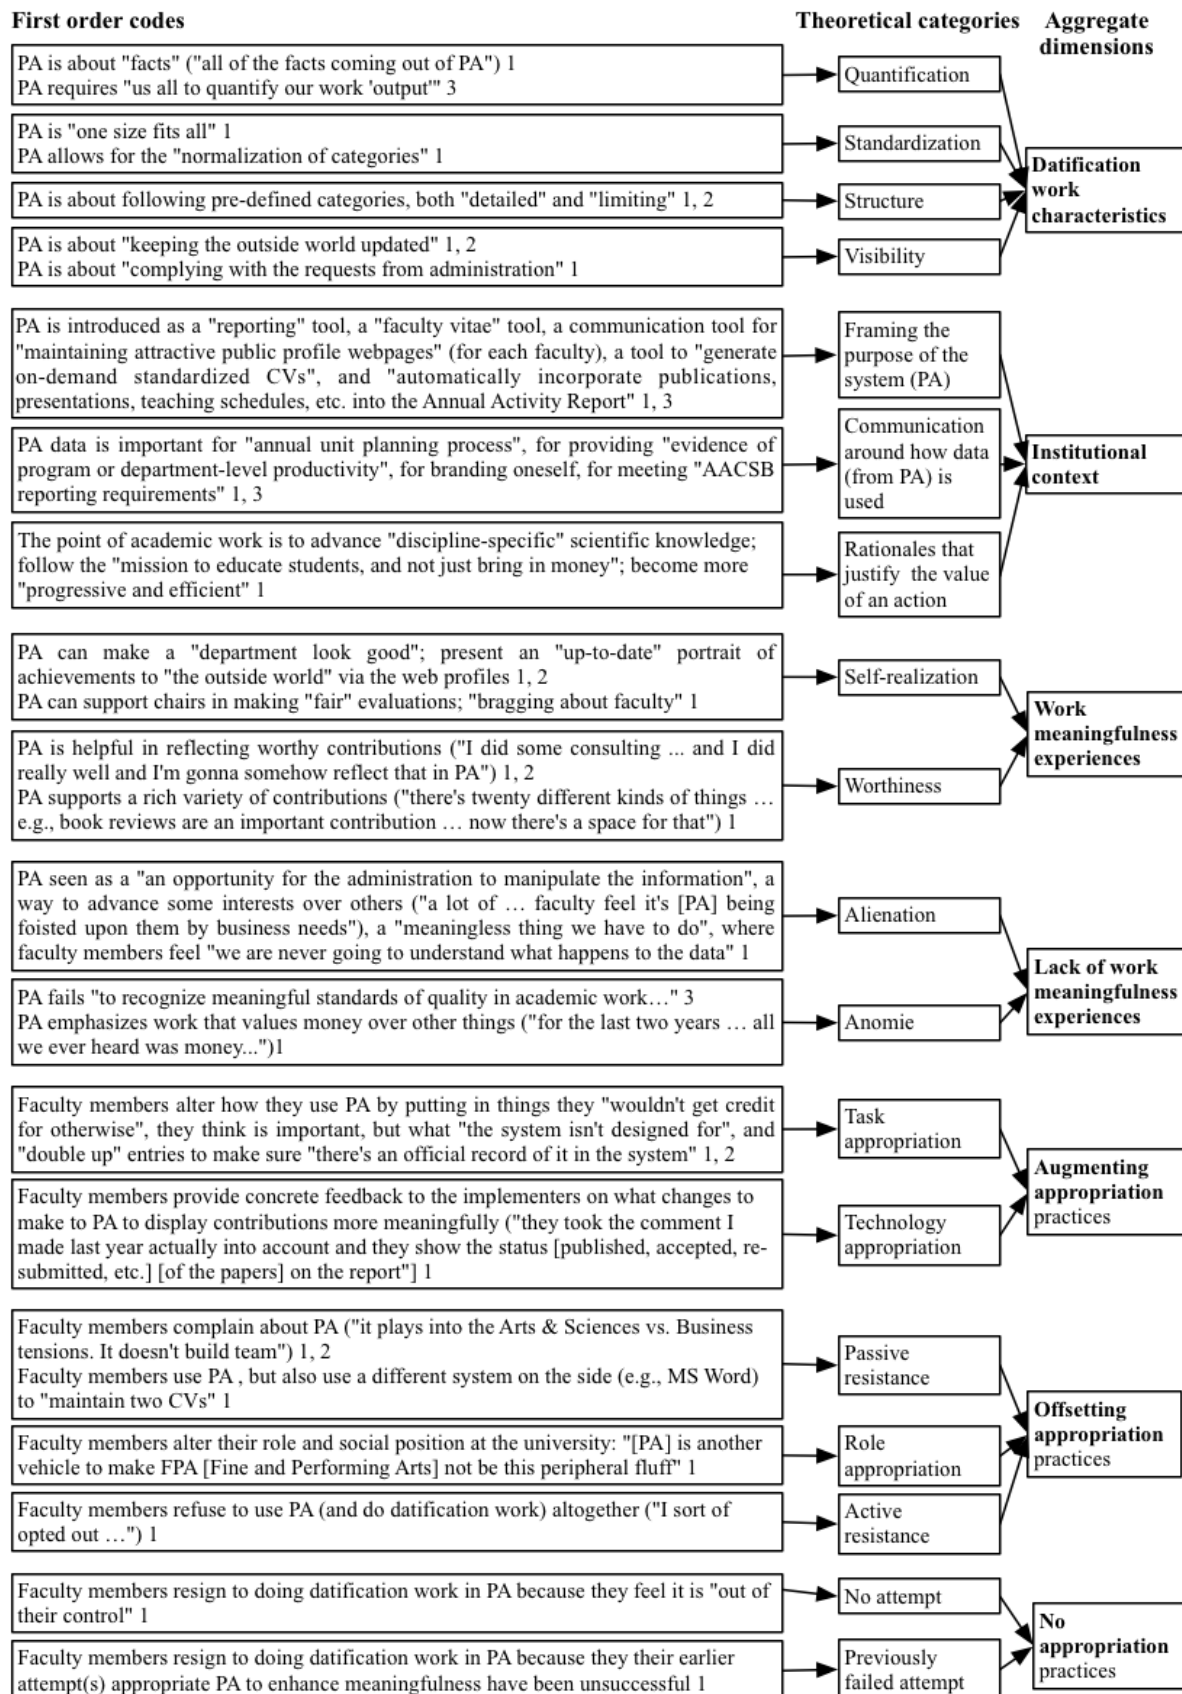 First order codes
Theoretical categories
Aggregate
dimensions
PA is about "facts" ("all of the facts coming out of PA") 1
PA requires "us all to quantify our work 'output'" 3
Quantification
PA is "one size fits all" 1
PA allows for the "normalization of categories" 1
Standardization
PA is about following pre-defined categories, both "detailed" and "limiting" 1, 2
Structure
PA is about "keeping the outside world updated" 1, 2
PA is about "complying with the requests from administration" 1
Visibility
Datification
work
characteristics
PA is introduced as a "reporting" tool, a "faculty vitae" tool, a communication tool for
"maintaining attractive public profile webpages" (for each faculty), a tool to "generate
on-demand standardized CVs", and "automatically incorporate publications,
presentations, teaching schedules, etc. into the Annual Activity Report" 1, 3
Framing the
purpose of the
system (PA)
PA data is important for "annual unit planning process", for providing "evidence of
program or department-level productivity", for branding oneself, for meeting "AACSB
reporting requirements" 1, 3
Communication
around how data
(from PA) is
used
The point of academic work is to advance "discipline-specific" scientific knowledge;
follow the "mission to educate students, and not just bring in money"; become more
"progressive and efficient" 1
Rationales that
justify the value
of an action
Institutional
context
PA can make a "department look good"; present an "up-to-date" portrait of
achievements to "the outside world" via the web profiles 1, 2
PA can support chairs in making "fair" evaluations; "bragging about faculty" 1
Self-realization
PA is helpful in reflecting worthy contributions ("I did some consulting ... and I did
really well and I'm gonna somehow reflect that in PA") 1, 2
PA supports a rich variety of contributions ("there's twenty different kinds of things …
e.g., book reviews are an important contribution … now there's a space for that") 1
Worthiness
Work
meaningfulness
experiences
PA seen as a "an opportunity for the administration to manipulate the information", a
way to advance some interests over others ("a lot of … faculty feel it's [PA] being
foisted upon them by business needs"), a "meaningless thing we have to do", where
faculty members feel "we are never going to understand what happens to the data" 1
Alienation
PA fails "to recognize meaningful standards of quality in academic work…" 3
PA emphasizes work that values money over other things ("for the last two years … all
we ever heard was money...")1
Anomie
Lack of work
meaningfulness
experiences
Faculty members alter how they use PA by putting in things they "wouldn't get credit
for otherwise", they think is important, but what "the system isn't designed for", and
"double up" entries to make sure "there's an official record of it in the system" 1, 2
Task
appropriation
Faculty members provide concrete feedback to the implementers on what changes to
make to PA to display contributions more meaningfully ("they took the comment I
made last year actually into account and they show the status [published, accepted, re-
submitted, etc.] [of the papers] on the report"] 1
Technology
appropriation
Augmenting
appropriation
practices
Faculty members complain about PA ("it plays into the Arts & Sciences vs. Business
tensions. It doesn't build team") 1, 2
Faculty members use PA , but also use a different system on the side (e.g., MS Word)
to "maintain two CVs" 1
Passive
resistance
Faculty members alter their role and social position at the university: "[PA] is another
vehicle to make FPA [Fine and Performing Arts] not be this peripheral fluff" 1
Role
appropriation
Faculty members refuse to use PA (and do datification work) altogether ("I sort of
opted out …") 1
Active
resistance
Offsetting
appropriation
practices
Faculty members resign to doing datification work in PA because they feel it is "out of
their control" 1
No attempt
Faculty members resign to doing datification work in PA because they their earlier
attempt(s) appropriate PA to enhance meaningfulness have been unsuccessful 1
Previously
failed attempt
No
appropriation
practices